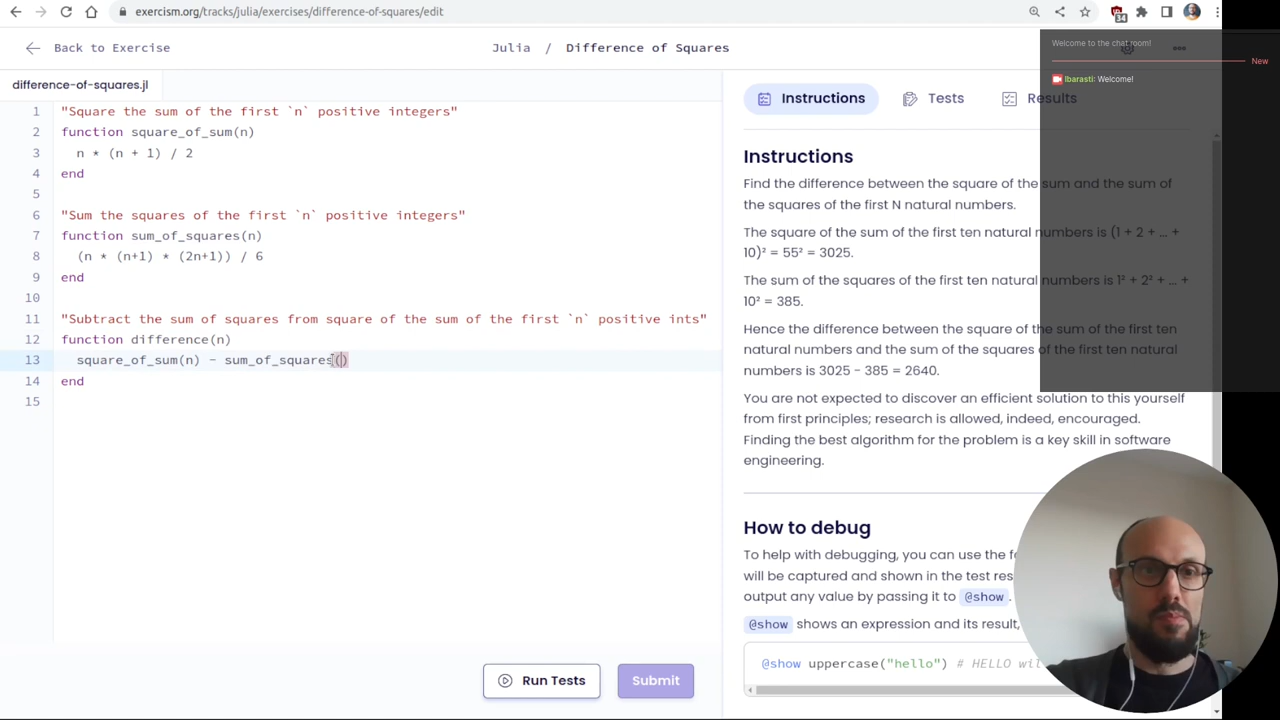 exercism.org/tracks/julia/exercises/difference-of-squares/edit
34
Back to Exercise
Julia / Difference of Squares
Welcome to the chat room!
New
lbarasti: Welcome!
difference-of-squares.jl
Instructions
Tests
Results
1 "Square the sum of the first `n` positive integers"
2 function square_of_sum(n)
3 n * (n + 1) / 2
4 end
5
6 "Sum the squares of the first `n` positive integers"
7 function sum_of_squares(n)
8 (n * (n+1) * (2n+1)) / 6
9 end
10
11 "Subtract the sum of squares from square of the sum of the first `n` positive ints"
12 function difference(n)
13 square_of_sum(n) - sum_of_squares()
14 end
15
Instructions
Find the difference between the square of the sum and the sum of
the squares of the first N natural numbers.
The square of the sum of the first ten natural numbers is (1 + 2 + ... +
10)² = 55² = 3025.
The sum of the squares of the first ten natural numbers is 1² + 2² + ... +
10² = 385.
Hence the difference between the square of the sum of the first ten
natural numbers and the sum of the squares of the first ten natural
numbers is 3025 - 385 = 2640.
You are not expected to discover an efficient solution to this yourself
from first principles; research is allowed, indeed, encouraged.
Finding the best algorithm for the problem is a key skill in software
engineering.
How to debug
To help with debugging, you can use the
will be captured and shown in the test
output any value by passing it to @show.
@show shows an expression and its result,
@show uppercase("hello") # HELLO
Run Tests
Submit